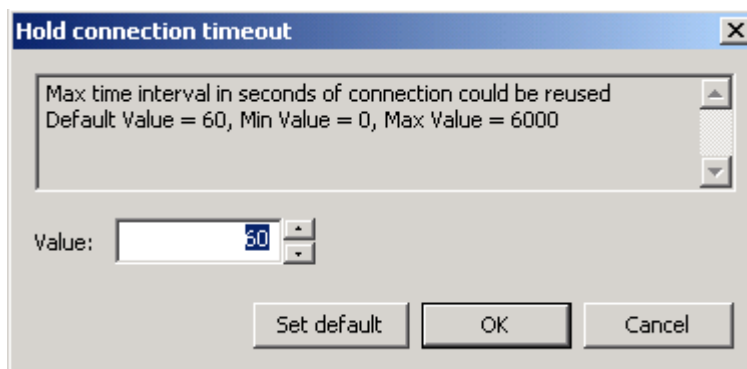 Hold connection timeout
Max time interval in seconds of connection could be reused
Default Value = 60, Min Value = 0, Max Value = 6000
Value: 60
Set default OK Cancel